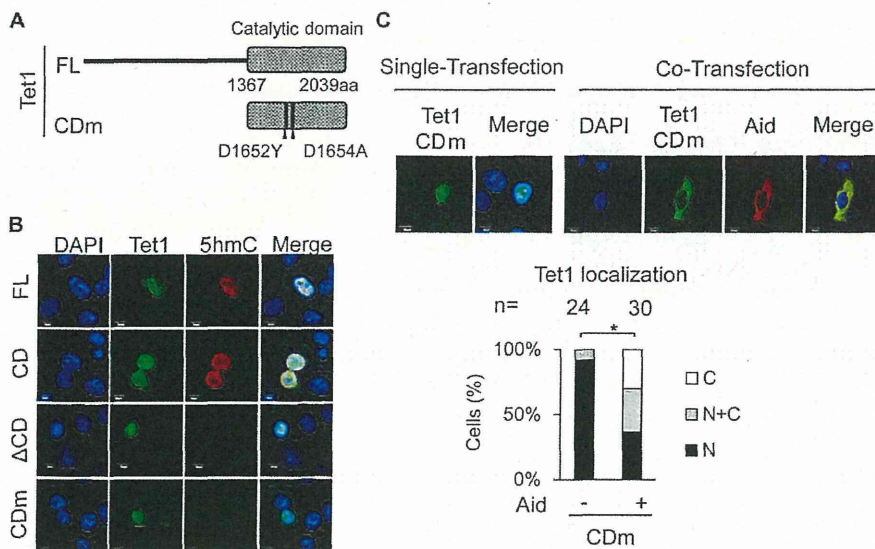 A
Catalytic domain
Tet1
FL
1367 2039aa
CDm
D1652Y D1654A
B
DAPI Tet1 5hmC Merge
FL
CD
ΔCD
CDm
C
Single-Transfection Co-Transfection
Tet1 CDm Merge DAPI Tet1 CDm Aid Merge
Tet1 localization
n= 24 30
*
100%
50%
0%
Cells (%)
C
N+C
N
Aid - +
CDm